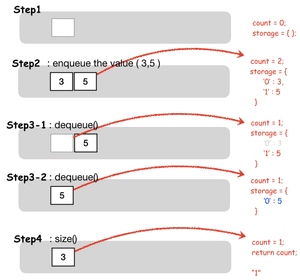 Step1
count = 0;
storage = { };
Step2 : enqueue the value ( 3,5 )
3 5
count = 2;
storage = {
'0' : 3,
'1' : 5
}
Step3-1 : dequeue()
5
count = 1;
storage = {
'0' : 3
'1' : 5
}
Step3-2 : dequeue()
5
count = 1;
storage = {
'0' : 5
}
Step4 : size()
3
count = 1;
return count;
"1"